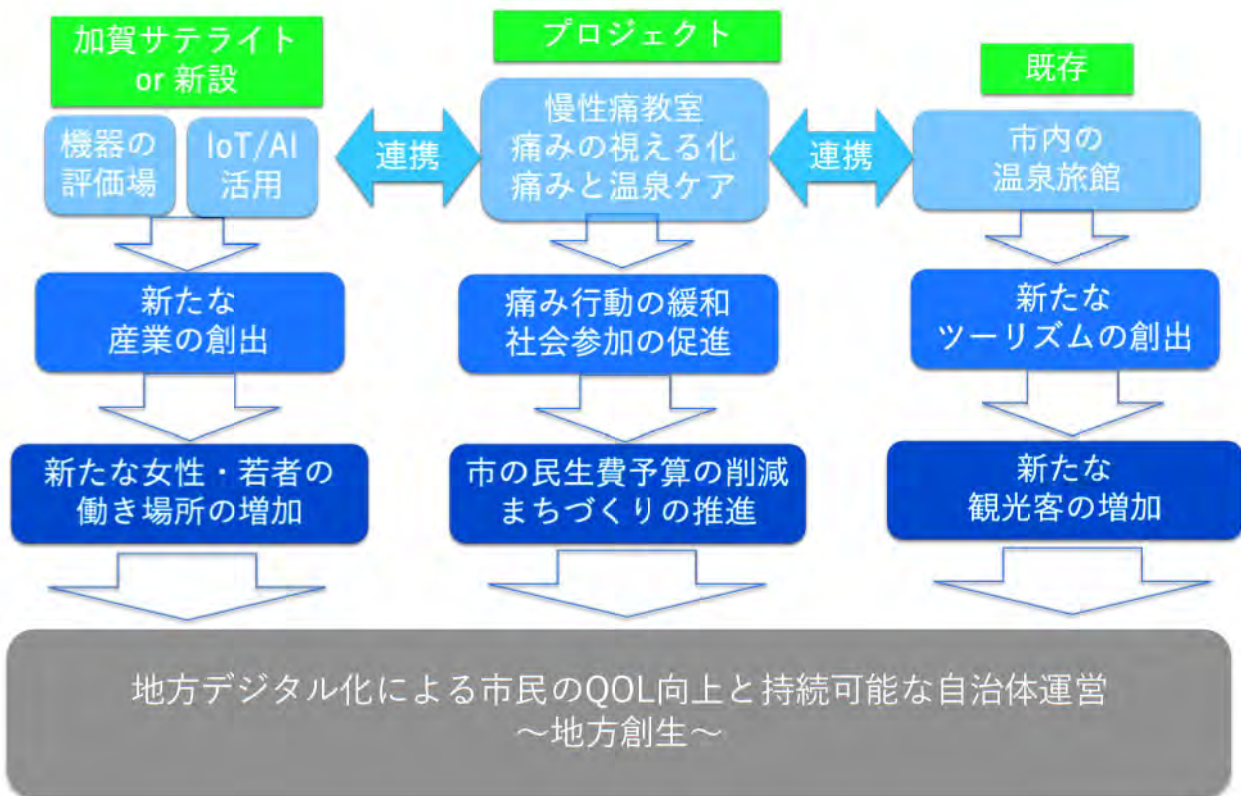 加賀サテライト
or 新設
プロジェクト
既存
機器の
評価場
IoT/AI
活用
連携
慢性痛教室
痛みの視える化
痛みと温泉ケア
連携
市内の
温泉旅館
新たな
産業の創出
痛み行動の緩和
社会参加の促進
新たな
ツーリズムの創出
新たな女性・若者の
働き場所の増加
市の民生費予算の削減
まちづくりの推進
新たな
観光客の増加
地方デジタル化による市民のQOL向上と持続可能な自治体運営
～地方創生～